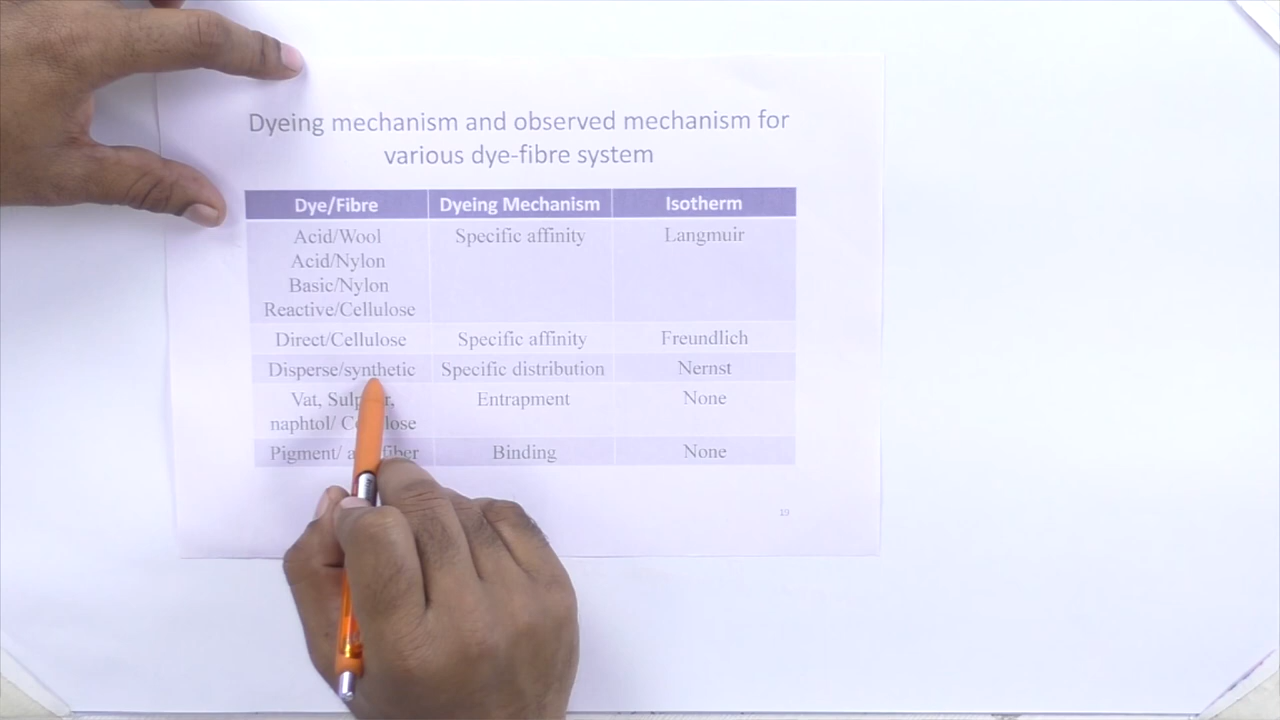 Dyeing mechanism and observed mechanism for
various dye-fibre system
Dye/Fibre Dyeing Mechanism Isotherm
Acid/Wool Specific affinity Langmuir
Acid/Nylon
Basic/Nylon
Reactive/Cellulose
Direct/Cellulose Specific affinity Freundlich
Disperse/synthetic Specific distribution Nernst
Vat, Entrapment None
naphtol/
Pigment/ fiber Binding None
19